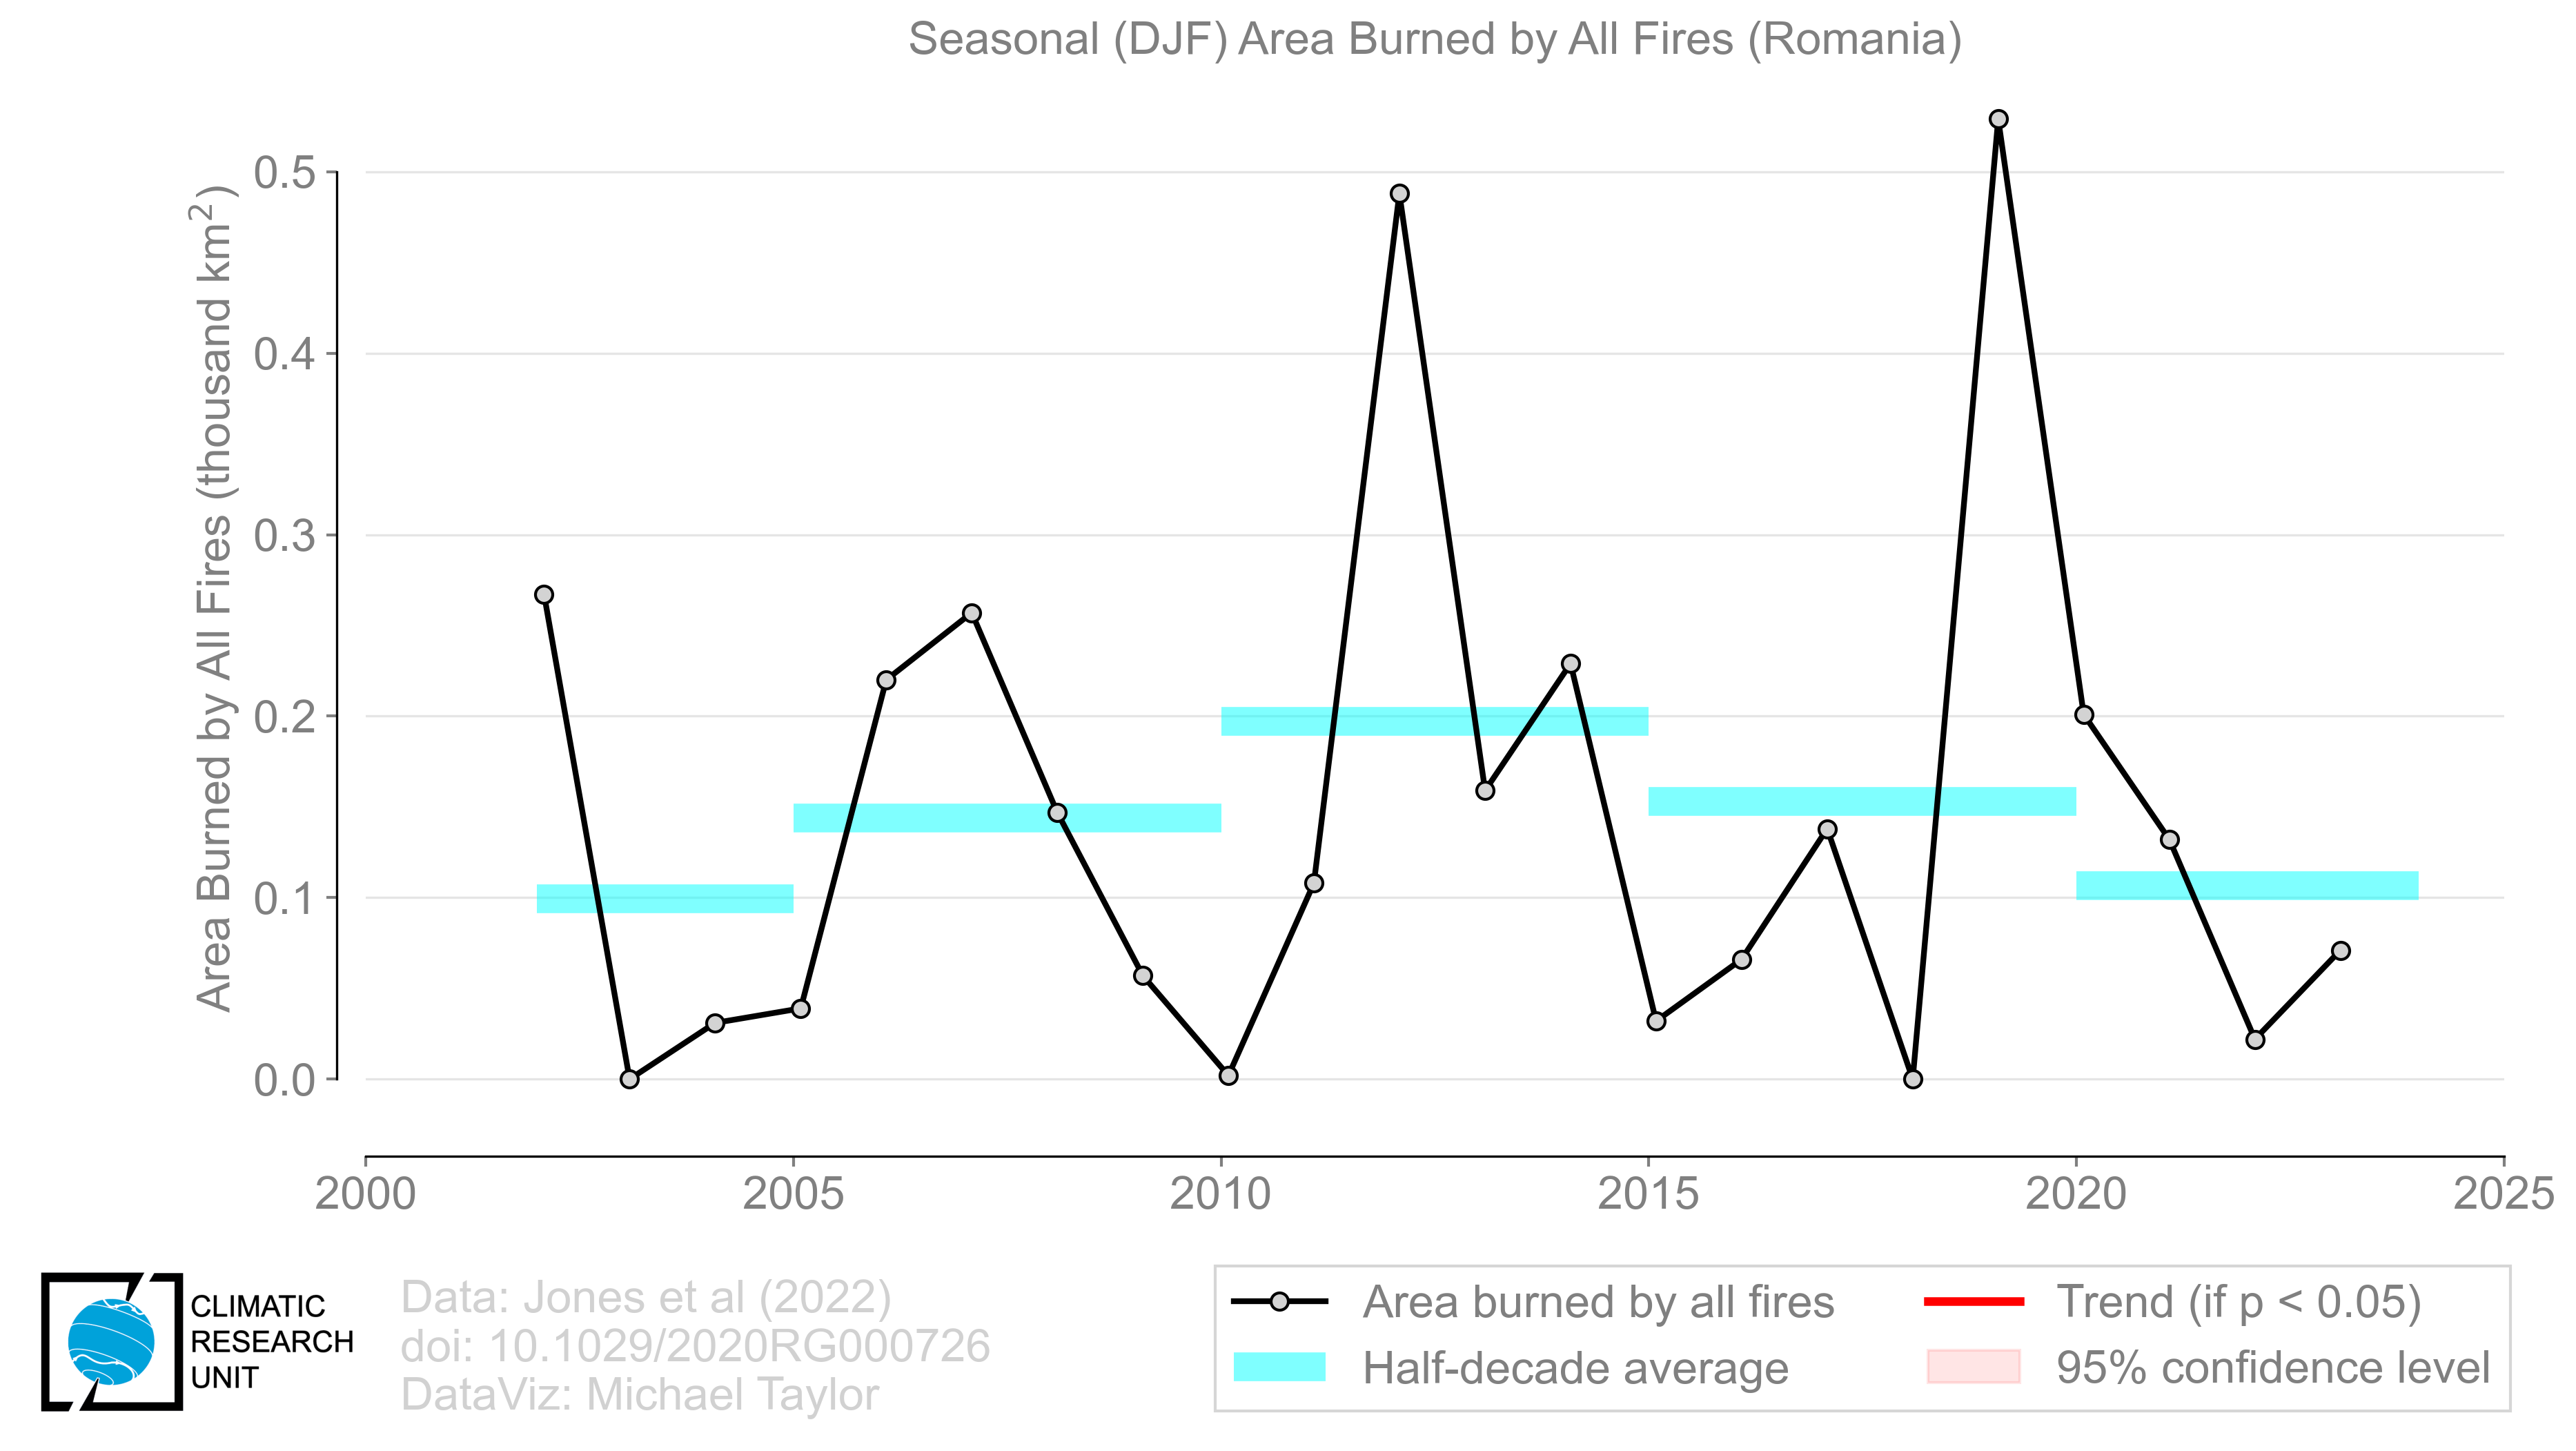 Seasonal (DJF) Area Burned by All Fires (Romania)
Area Burned by All Fires (thousand km²)
0.5
0.4
0.3
0.2
0.1
0.0
2000 2005 2010 2015 2020 2025
CLIMATIC
RESEARCH
UNIT
Data: Jones et al (2022)
doi: 10.1029/2020RG000726
DataViz: Michael Taylor
Area burned by all fires
Half-decade average
Trend (if p < 0.05)
95% confidence level